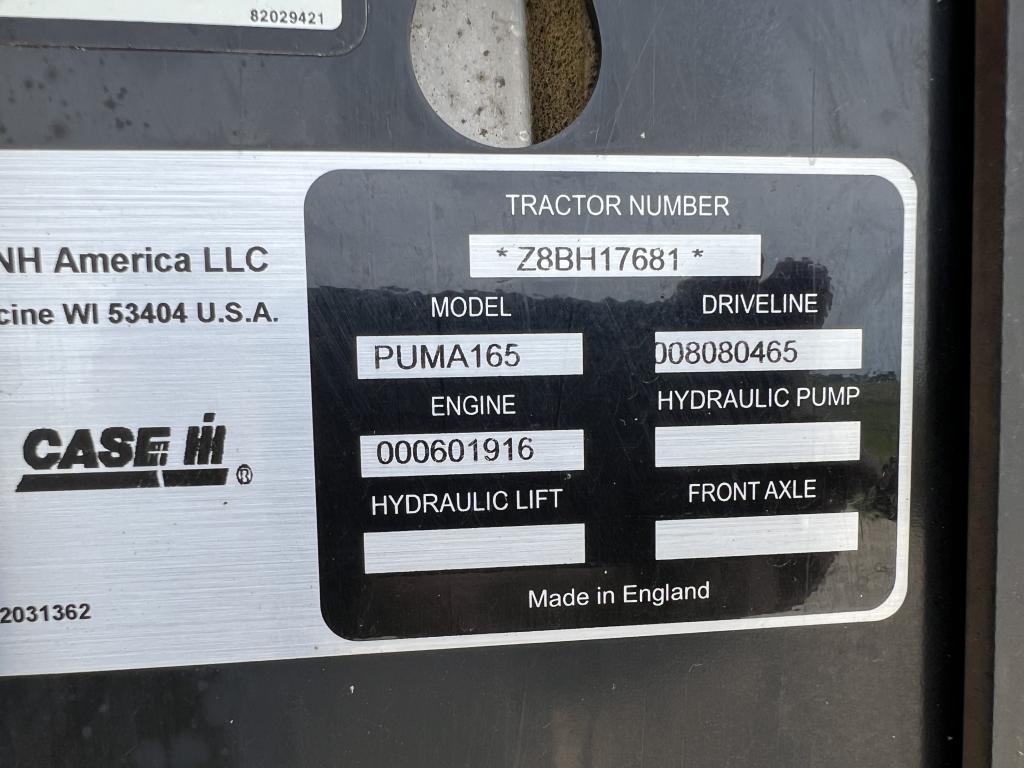 82029421
NH America LLC
cine WI 53404 U.S.A.
CASE IH ®
2031362
TRACTOR NUMBER
* Z8BH17681 *
MODEL
DRIVELINE
PUMA165
008080465
ENGINE
HYDRAULIC PUMP
000601916
HYDRAULIC LIFT
FRONT AXLE
Made in England